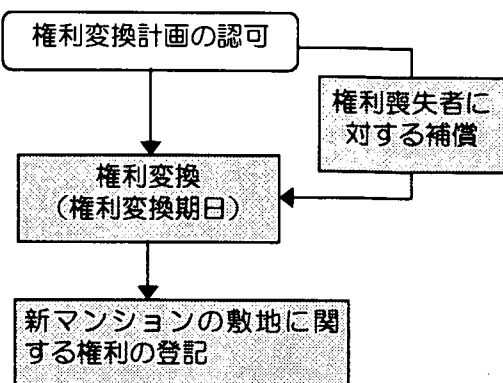 権利変換計画の認可
権利喪失者に
対する補償
権利変換
（権利変換期日）
新マンションの敷地に関
する権利の登記